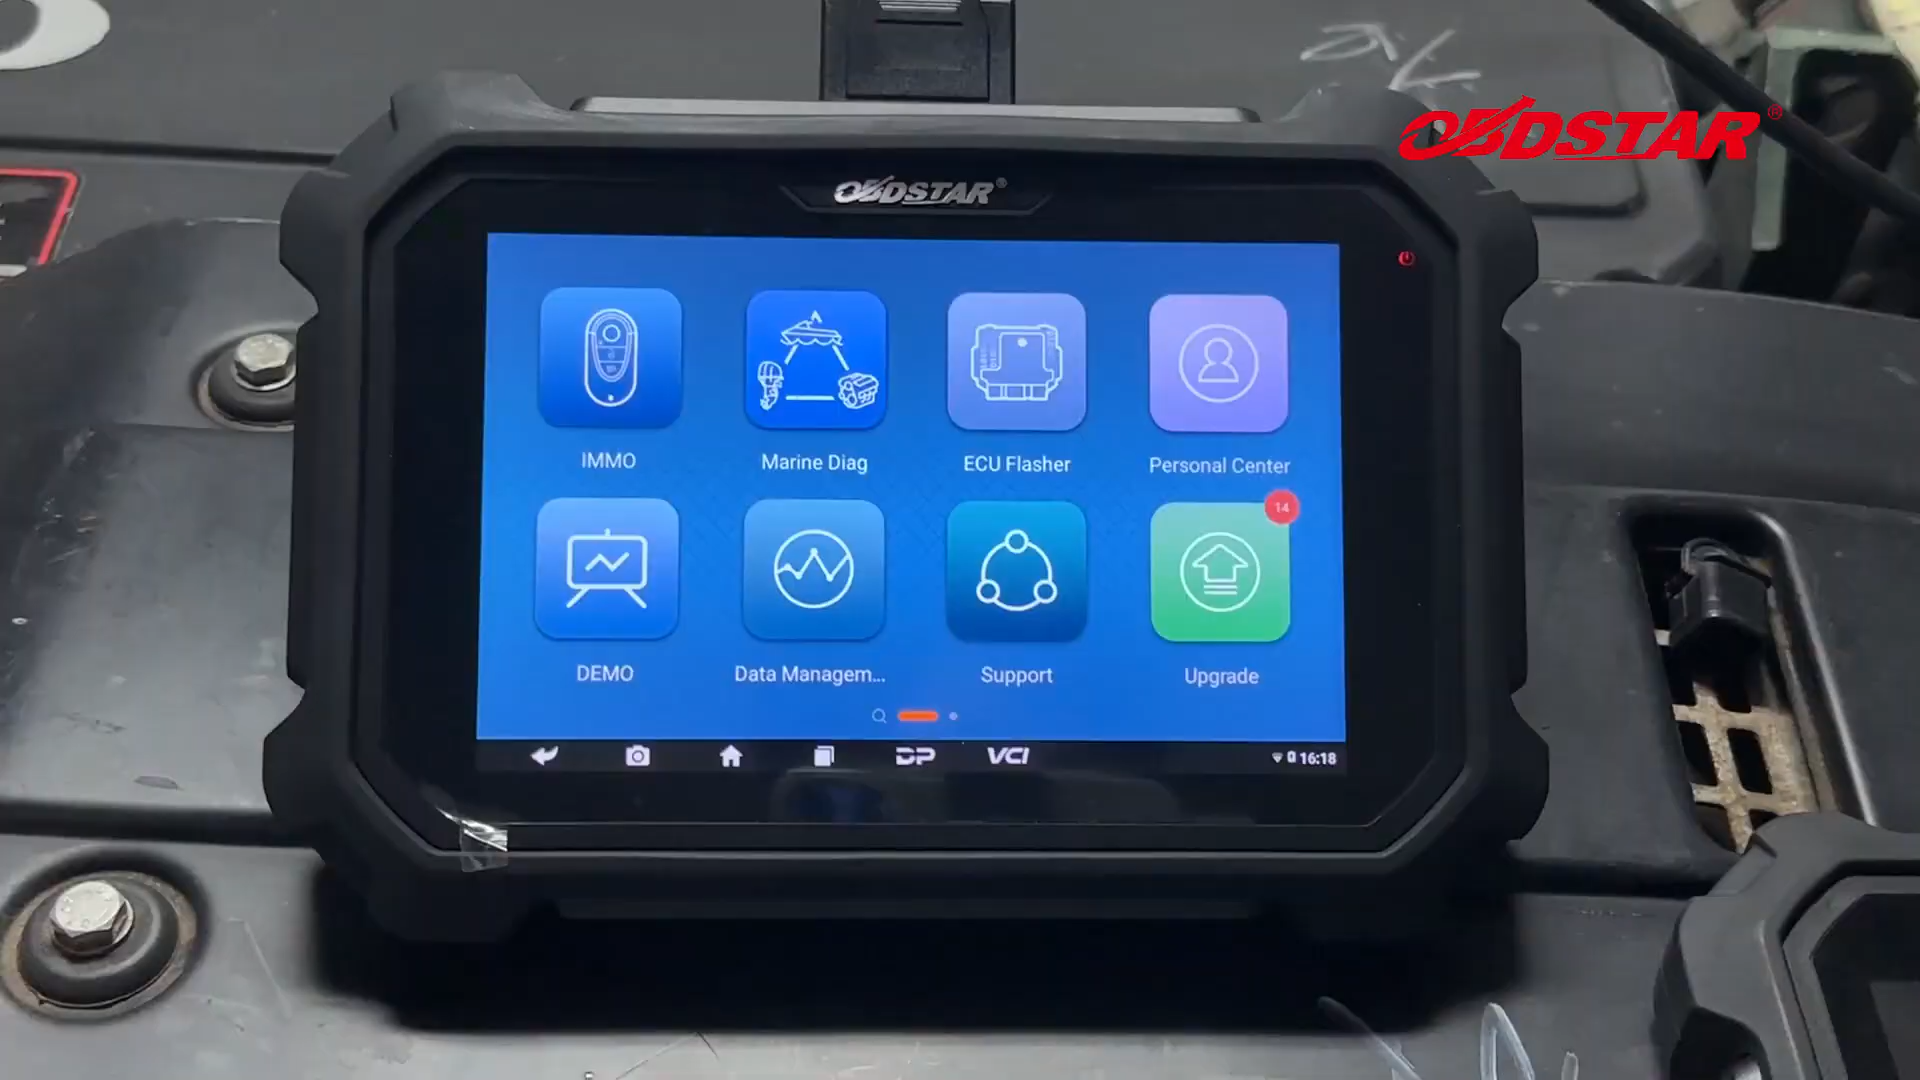 OBDSTAR®
OBDSTAR®
IMMO
Marine Diag
ECU Flasher
Personal Center
14
DEMO
Data Managem...
Support
Upgrade
DP
VCI
16:18